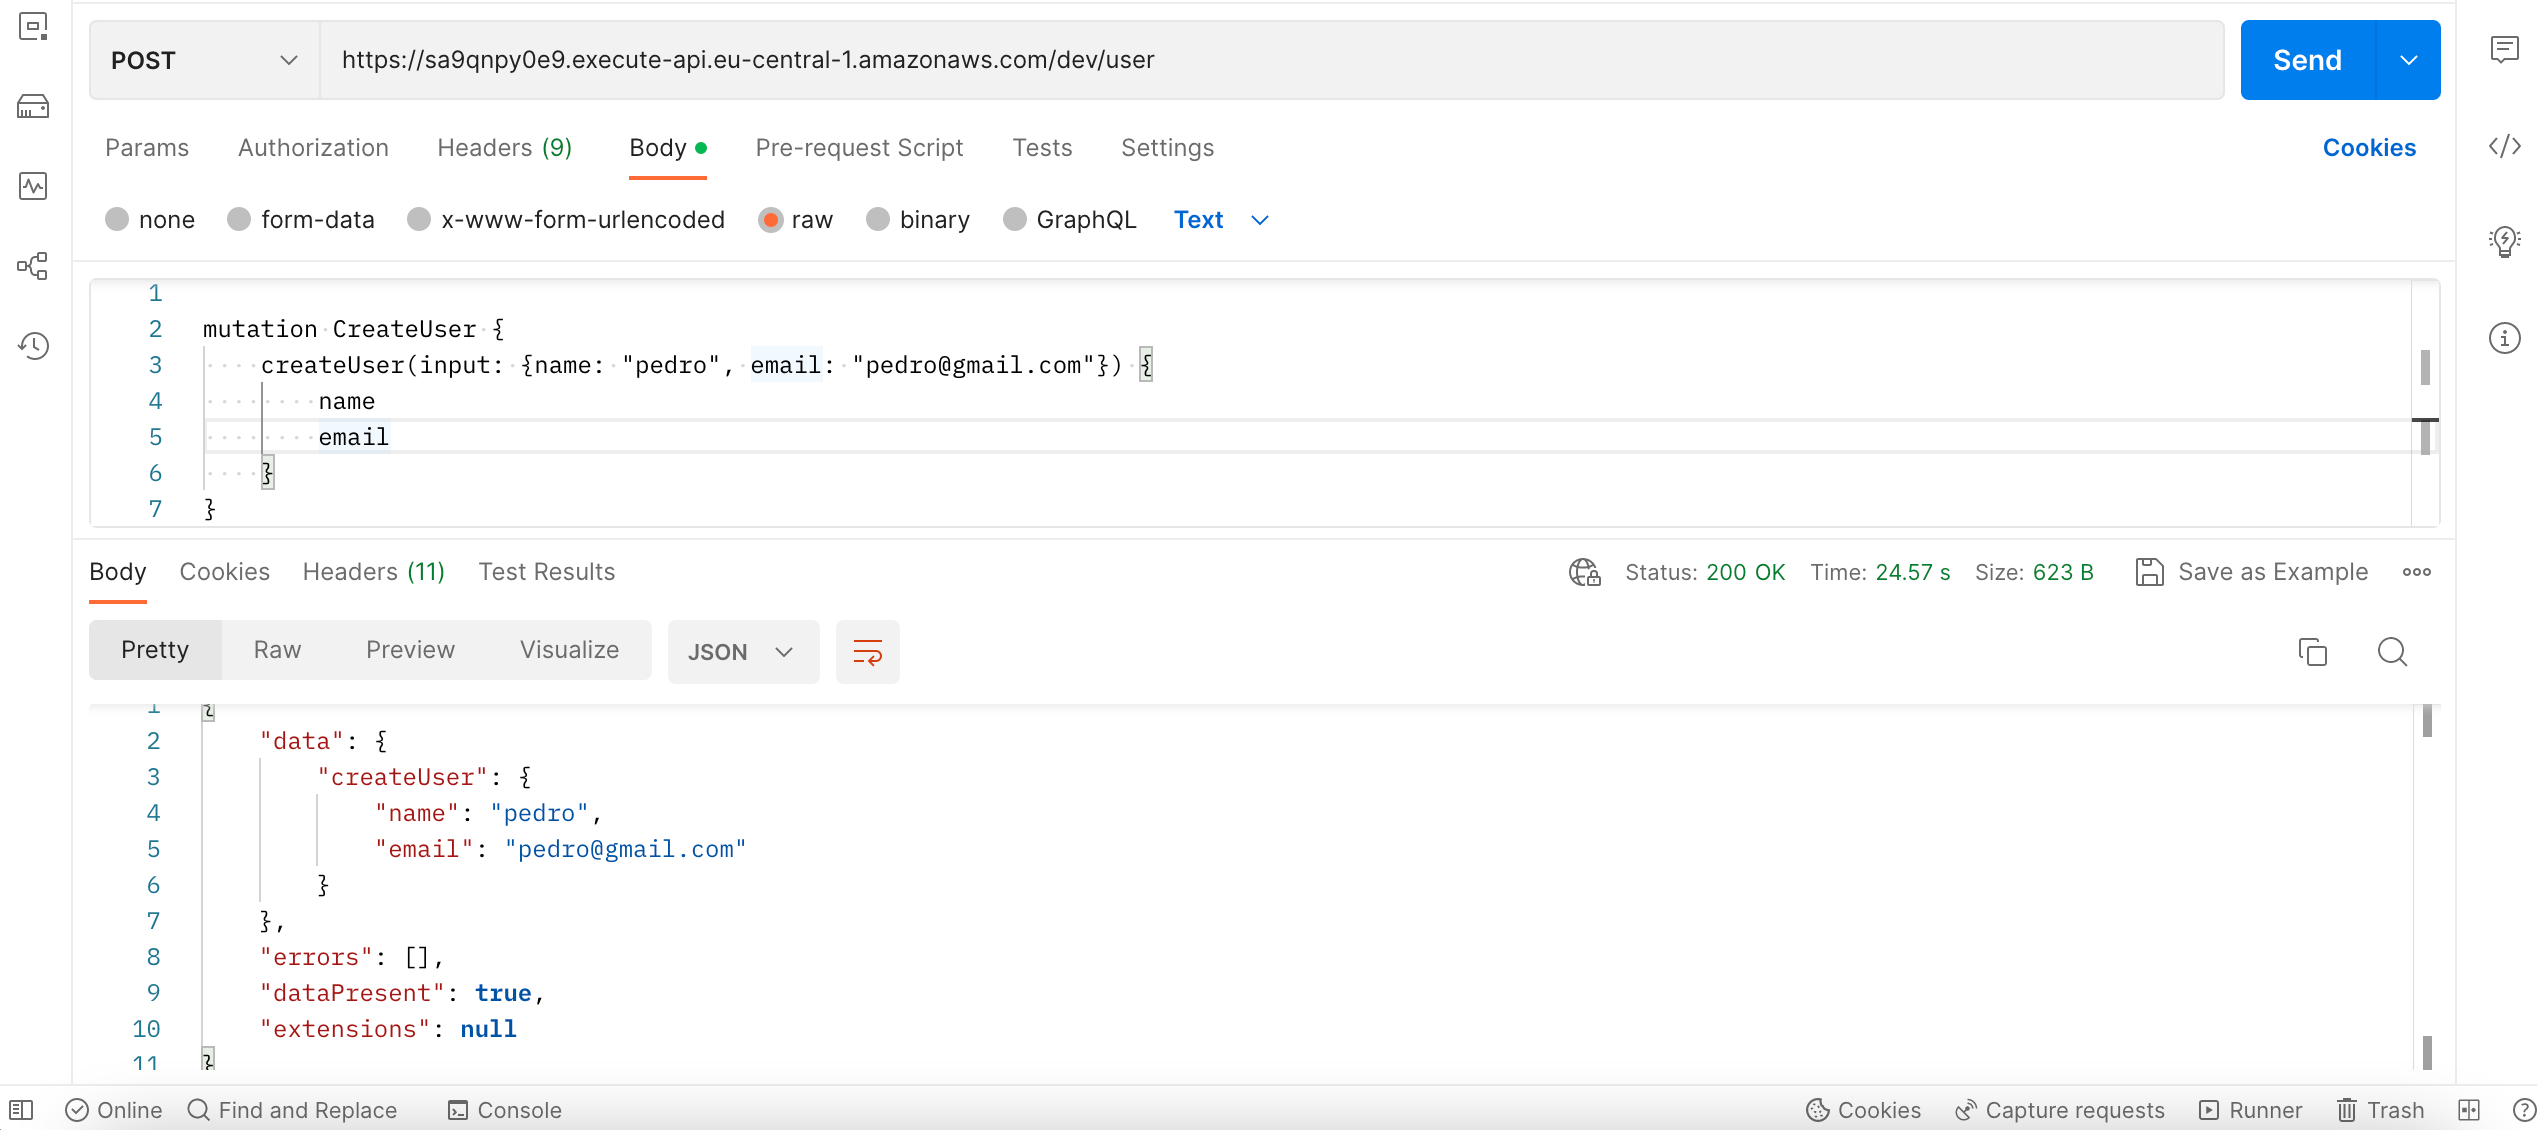 POST https://sa9qnpy0e9.execute-api.eu-central-1.amazonaws.com/dev/user Send
Params Authorization Headers (9) Body Pre-request Script Tests Settings Cookies
none form-data x-www-form-urlencoded raw binary GraphQL Text
1
2 mutation CreateUser {
3 createUser(input: {name: "pedro", email: "pedro@gmail.com"}) {
4 name
5 email
6 }
7 }
Body Cookies Headers (11) Test Results Status: 200 OK Time: 24.57 s Size: 623 B Save as Example
Pretty Raw Preview Visualize JSON
1 {
2 "data": {
3 "createUser": {
4 "name": "pedro",
5 "email": "pedro@gmail.com"
6 }
7 },
8 "errors": [],
9 "dataPresent": true,
10 "extensions": null
11 }
Online Find and Replace Console Cookies Capture requests Runner Trash